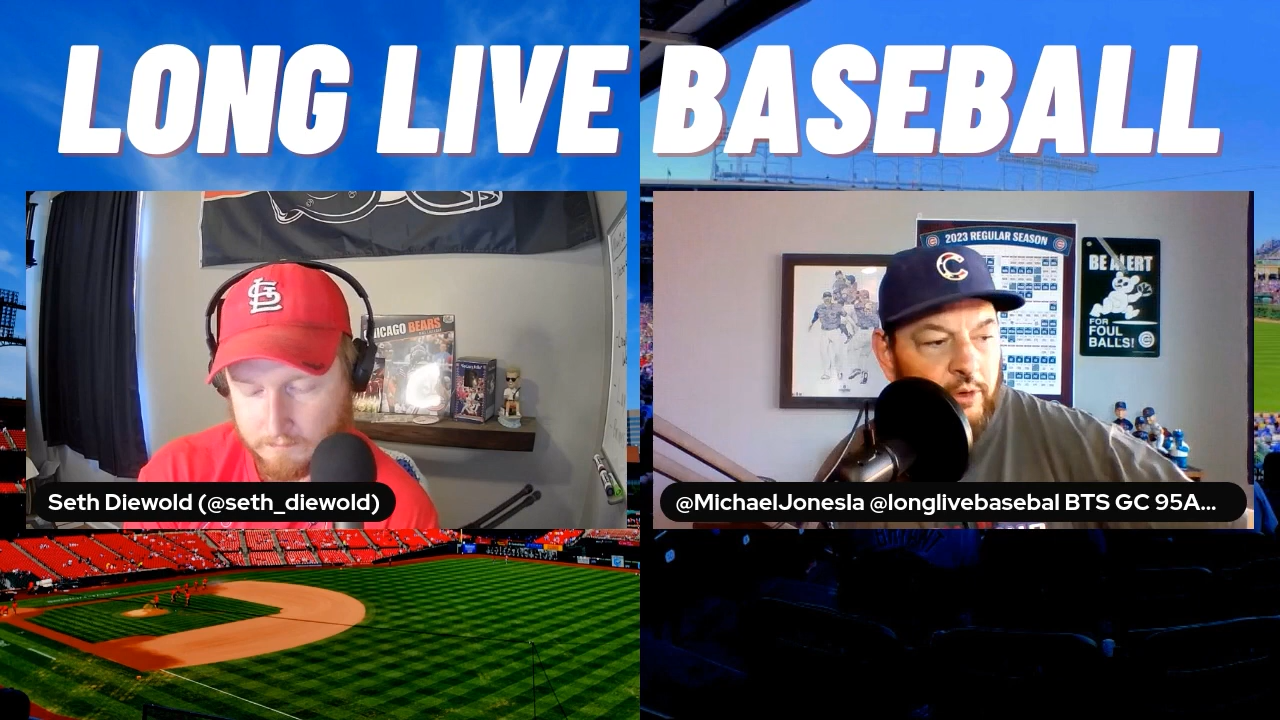 LONG LIVE BASEBALL
2023 REGULAR SEASON
BE ALERT
FOR
FOUL
BALLS!
CHICAGO BEARS
Seth Diewold (@seth_diewold)
@MichaelJonesIa @longlivebasebal BTS GC 95A...